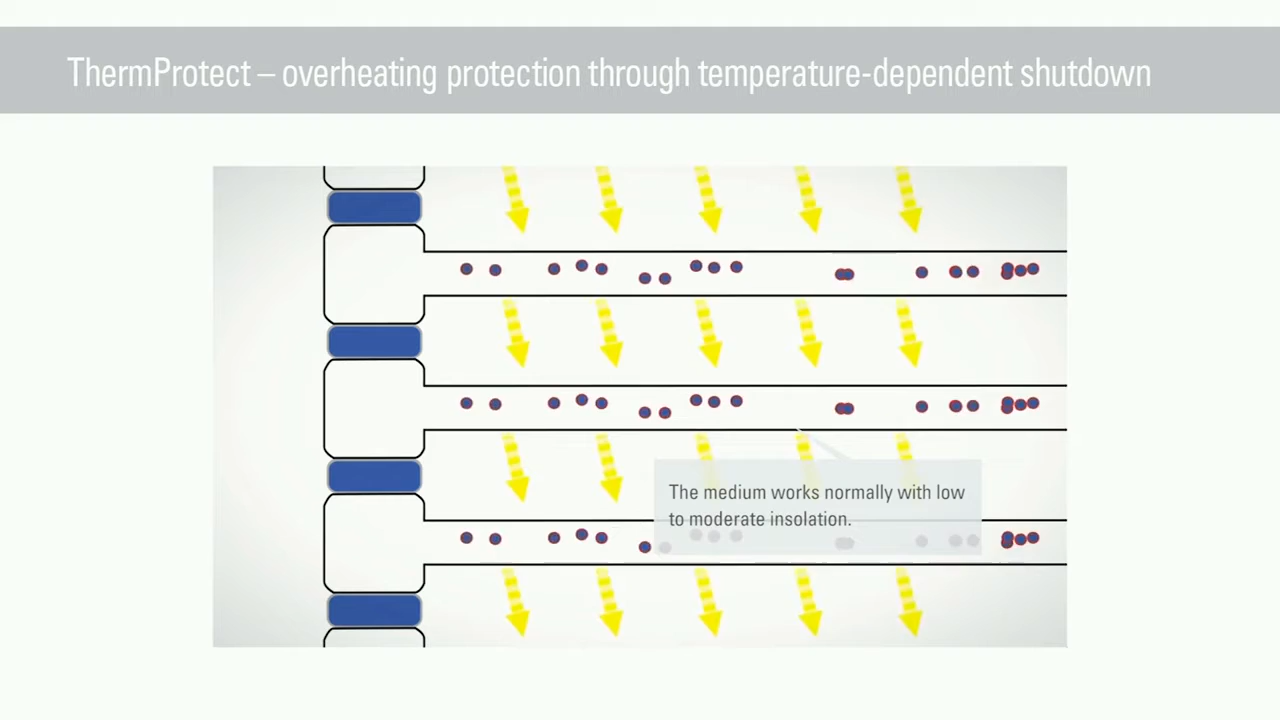 ThermProtect – overheating protection through temperature-dependent shutdown
The medium works normally with low
to moderate insolation.